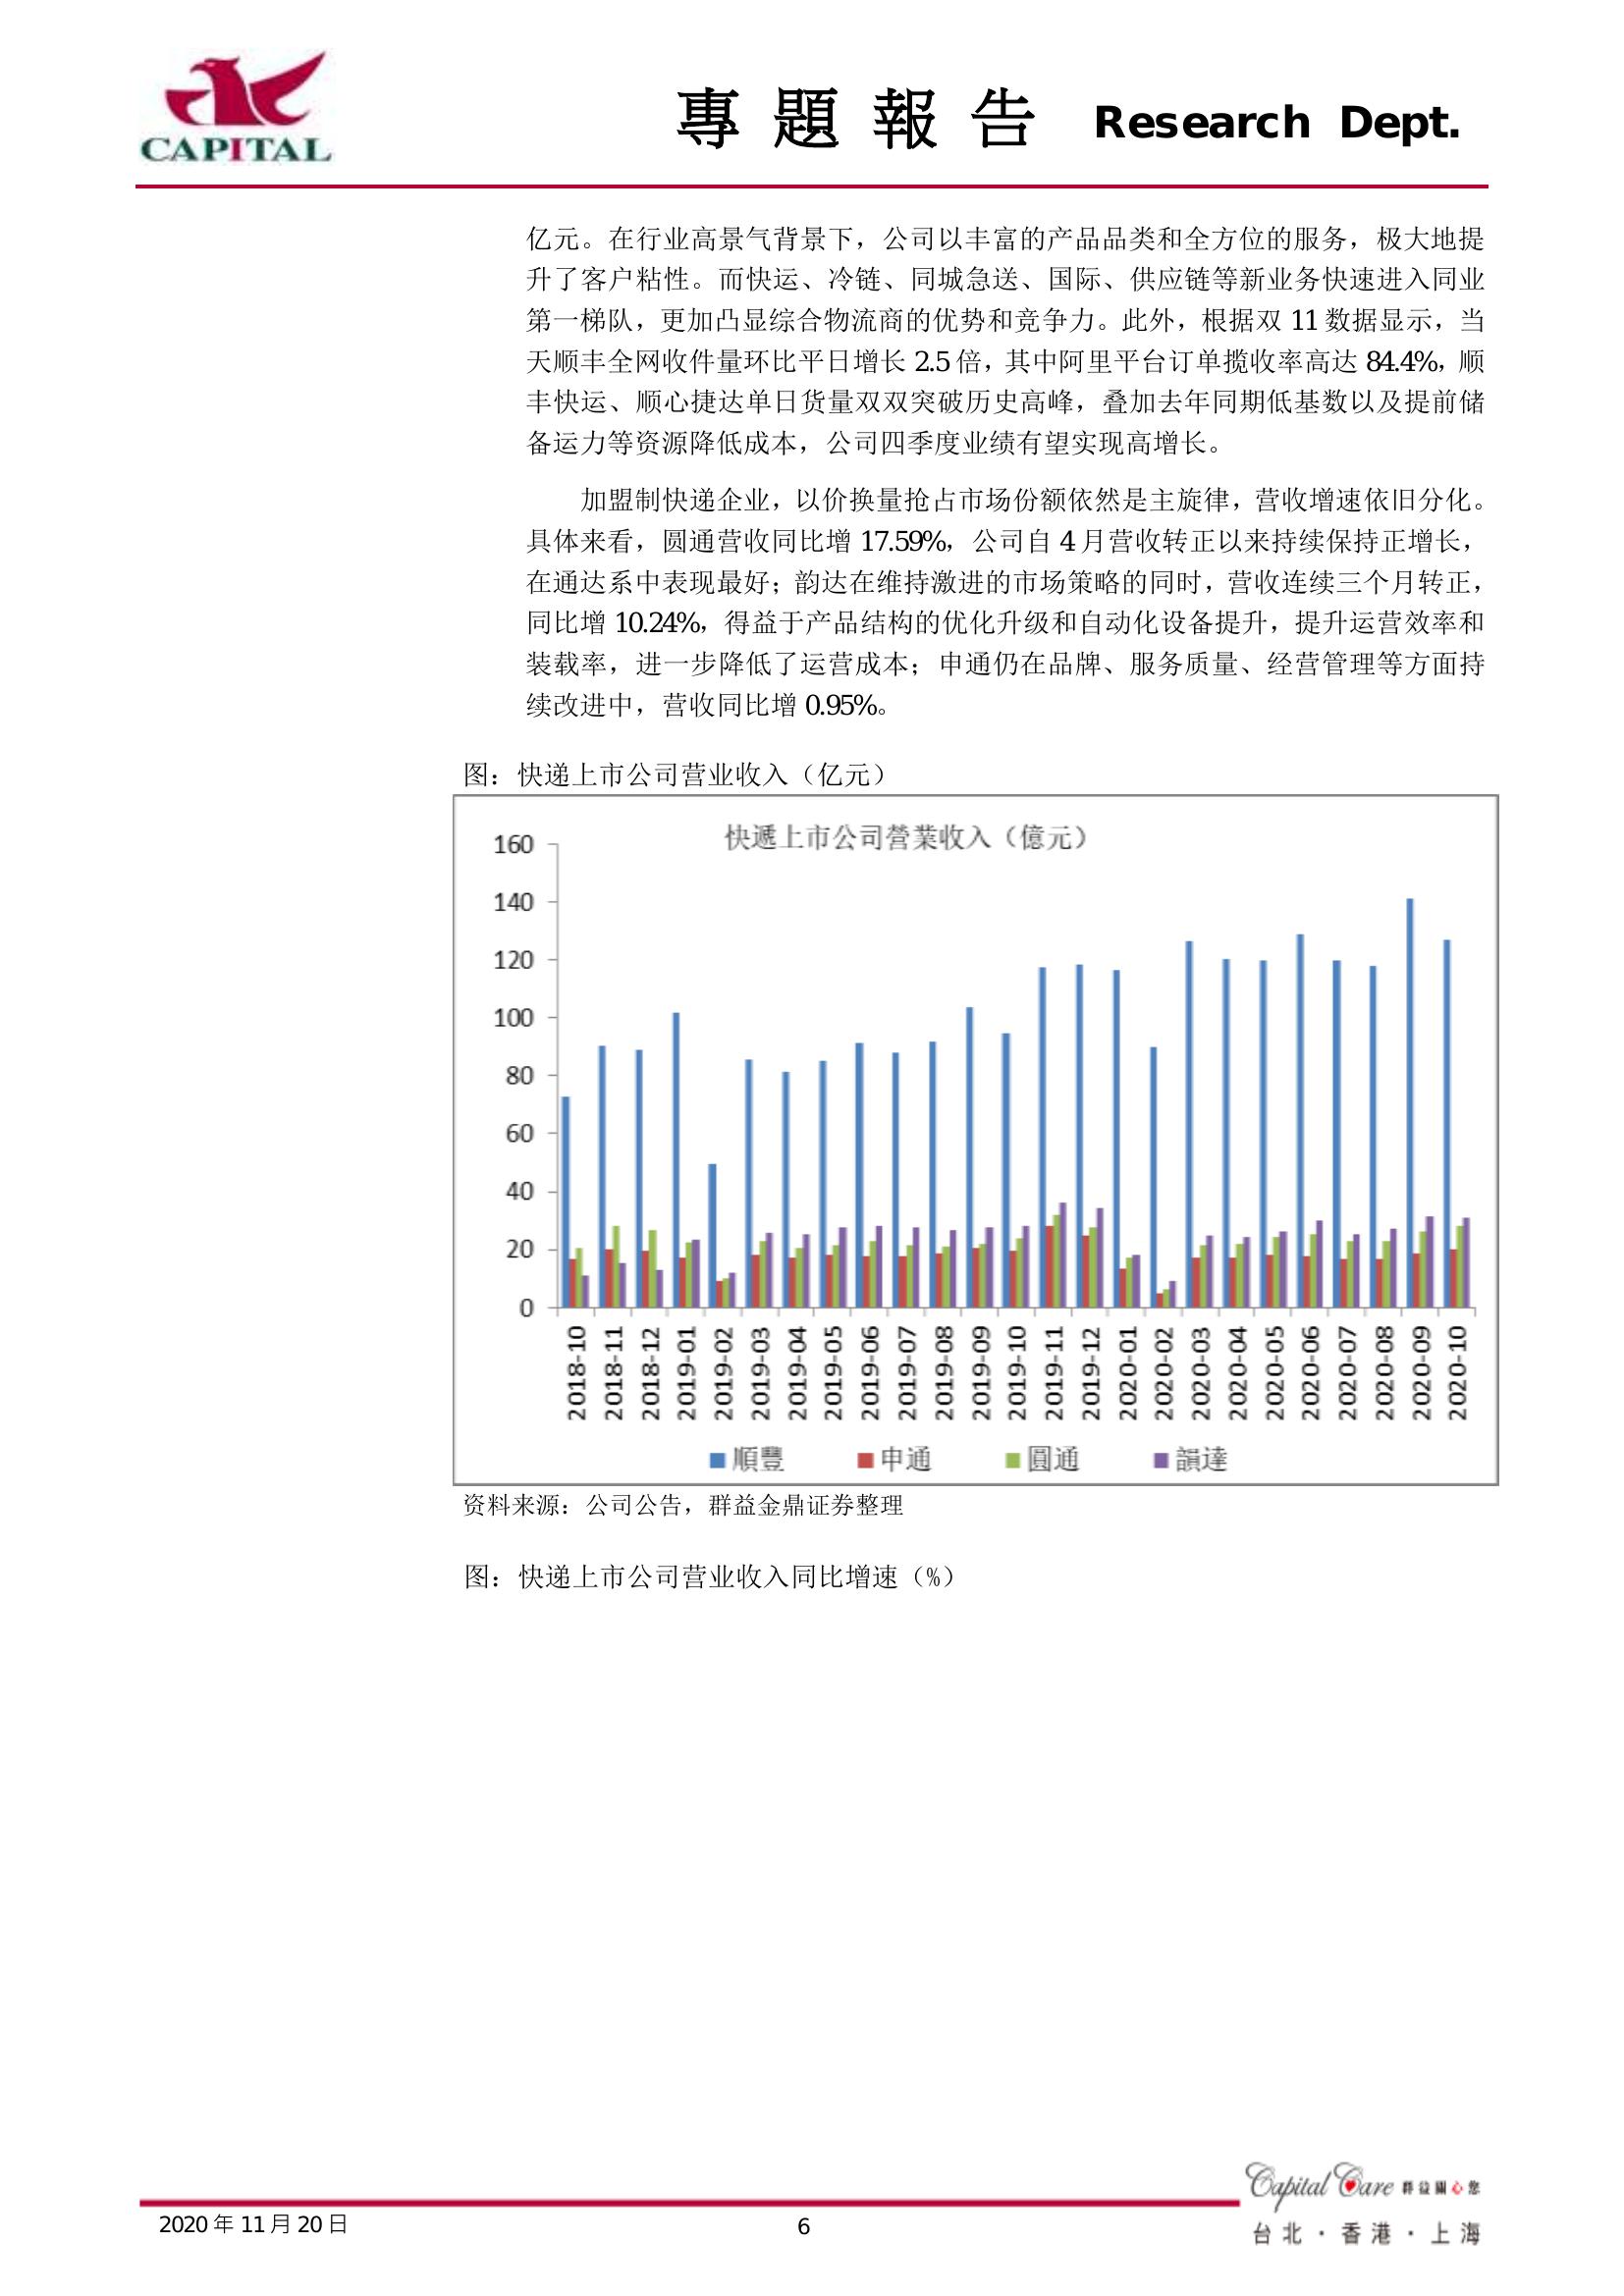 CAPITAL
專 題 報 告 Research Dept.
亿元。在行业高景气背景下，公司以丰富的产品品类和全方位的服务，极大地提
升了客户粘性。而快运、冷链、同城急送、国际、供应链等新业务快速进入同业
第一梯队，更加凸显综合物流商的优势和竞争力。此外，根据双 11 数据显示，当
天顺丰全网收件量环比平日增长 2.5 倍，其中阿里平台订单揽收率高达 84.4%，顺
丰快运、顺心捷达单日货量双双突破历史高峰，叠加去年同期低基数以及提前储
备运力等资源降低成本，公司四季度业绩有望实现高增长。
加盟制快递企业，以价换量抢占市场份额依然是主旋律，营收增速依旧分化。
具体来看，圆通营收同比增 17.59%，公司自 4 月营收转正以来持续保持正增长，
在通达系中表现最好；韵达在维持激进的市场策略的同时，营收连续三个月转正，
同比增 10.24%，得益于产品结构的优化升级和自动化设备提升，提升运营效率和
装载率，进一步降低了运营成本；申通仍在品牌、服务质量、经营管理等方面持
续改进中，营收同比增 0.95%。
图：快递上市公司营业收入（亿元）
快遞上市公司營業收入（億元）
160
140
120
100
80
60
40
20
0
2018-10
2018-11
2018-12
2019-01
2019-02
2019-03
2019-04
2019-05
2019-06
2019-07
2019-08
2019-09
2019-10
2019-11
2019-12
2020-01
2020-02
2020-03
2020-04
2020-05
2020-06
2020-07
2020-08
2020-09
2020-10
順豐 申通 圓通 韻達
资料来源：公司公告，群益金鼎证券整理
图：快递上市公司营业收入同比增速（%）
Capital Care 群益關心您
2020 年 11 月 20 日
6
台 北 · 香 港 · 上 海